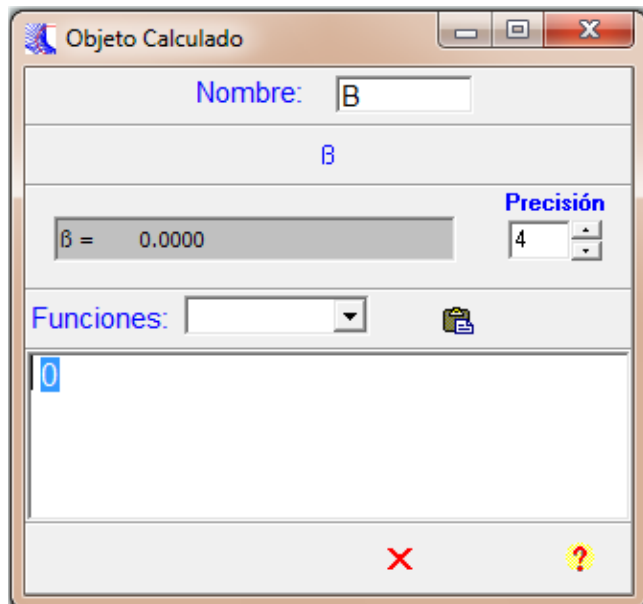 Objeto Calculado
Nombre: B
ß
Precisión
ß = 0.0000 4
Funciones:
0
?